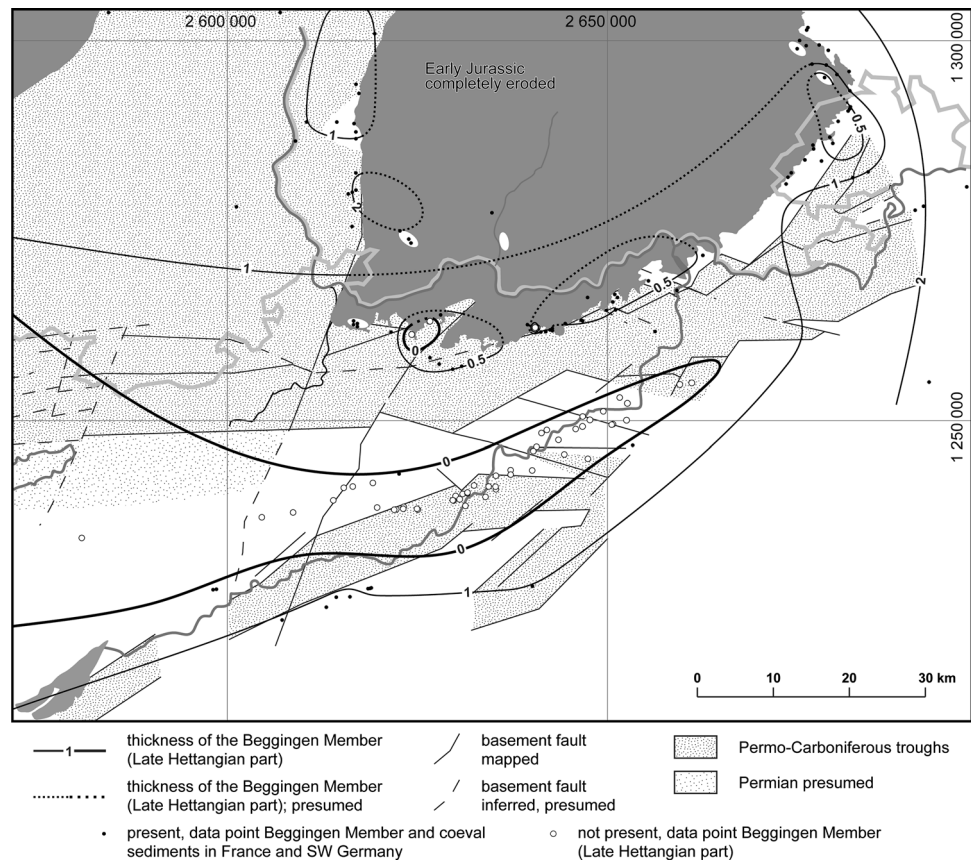 2 600 000
2 650 000
1 300 000
Early Jurassic
completely eroded
1
0.5
2
1
1
0.5
2
0
0.5
1 250 000
0
0
1
0
10
20
30 km
1
thickness of the Beggingen Member
(Late Hettangian part)
basement fault
mapped
Permo-Carboniferous troughs
thickness of the Beggingen Member
(Late Hettangian part); presumed
basement fault
inferred, presumed
Permian presumed
present, data point Beggingen Member and coeval
sediments in France and SW Germany
not present, data point Beggingen Member
(Late Hettangian part)